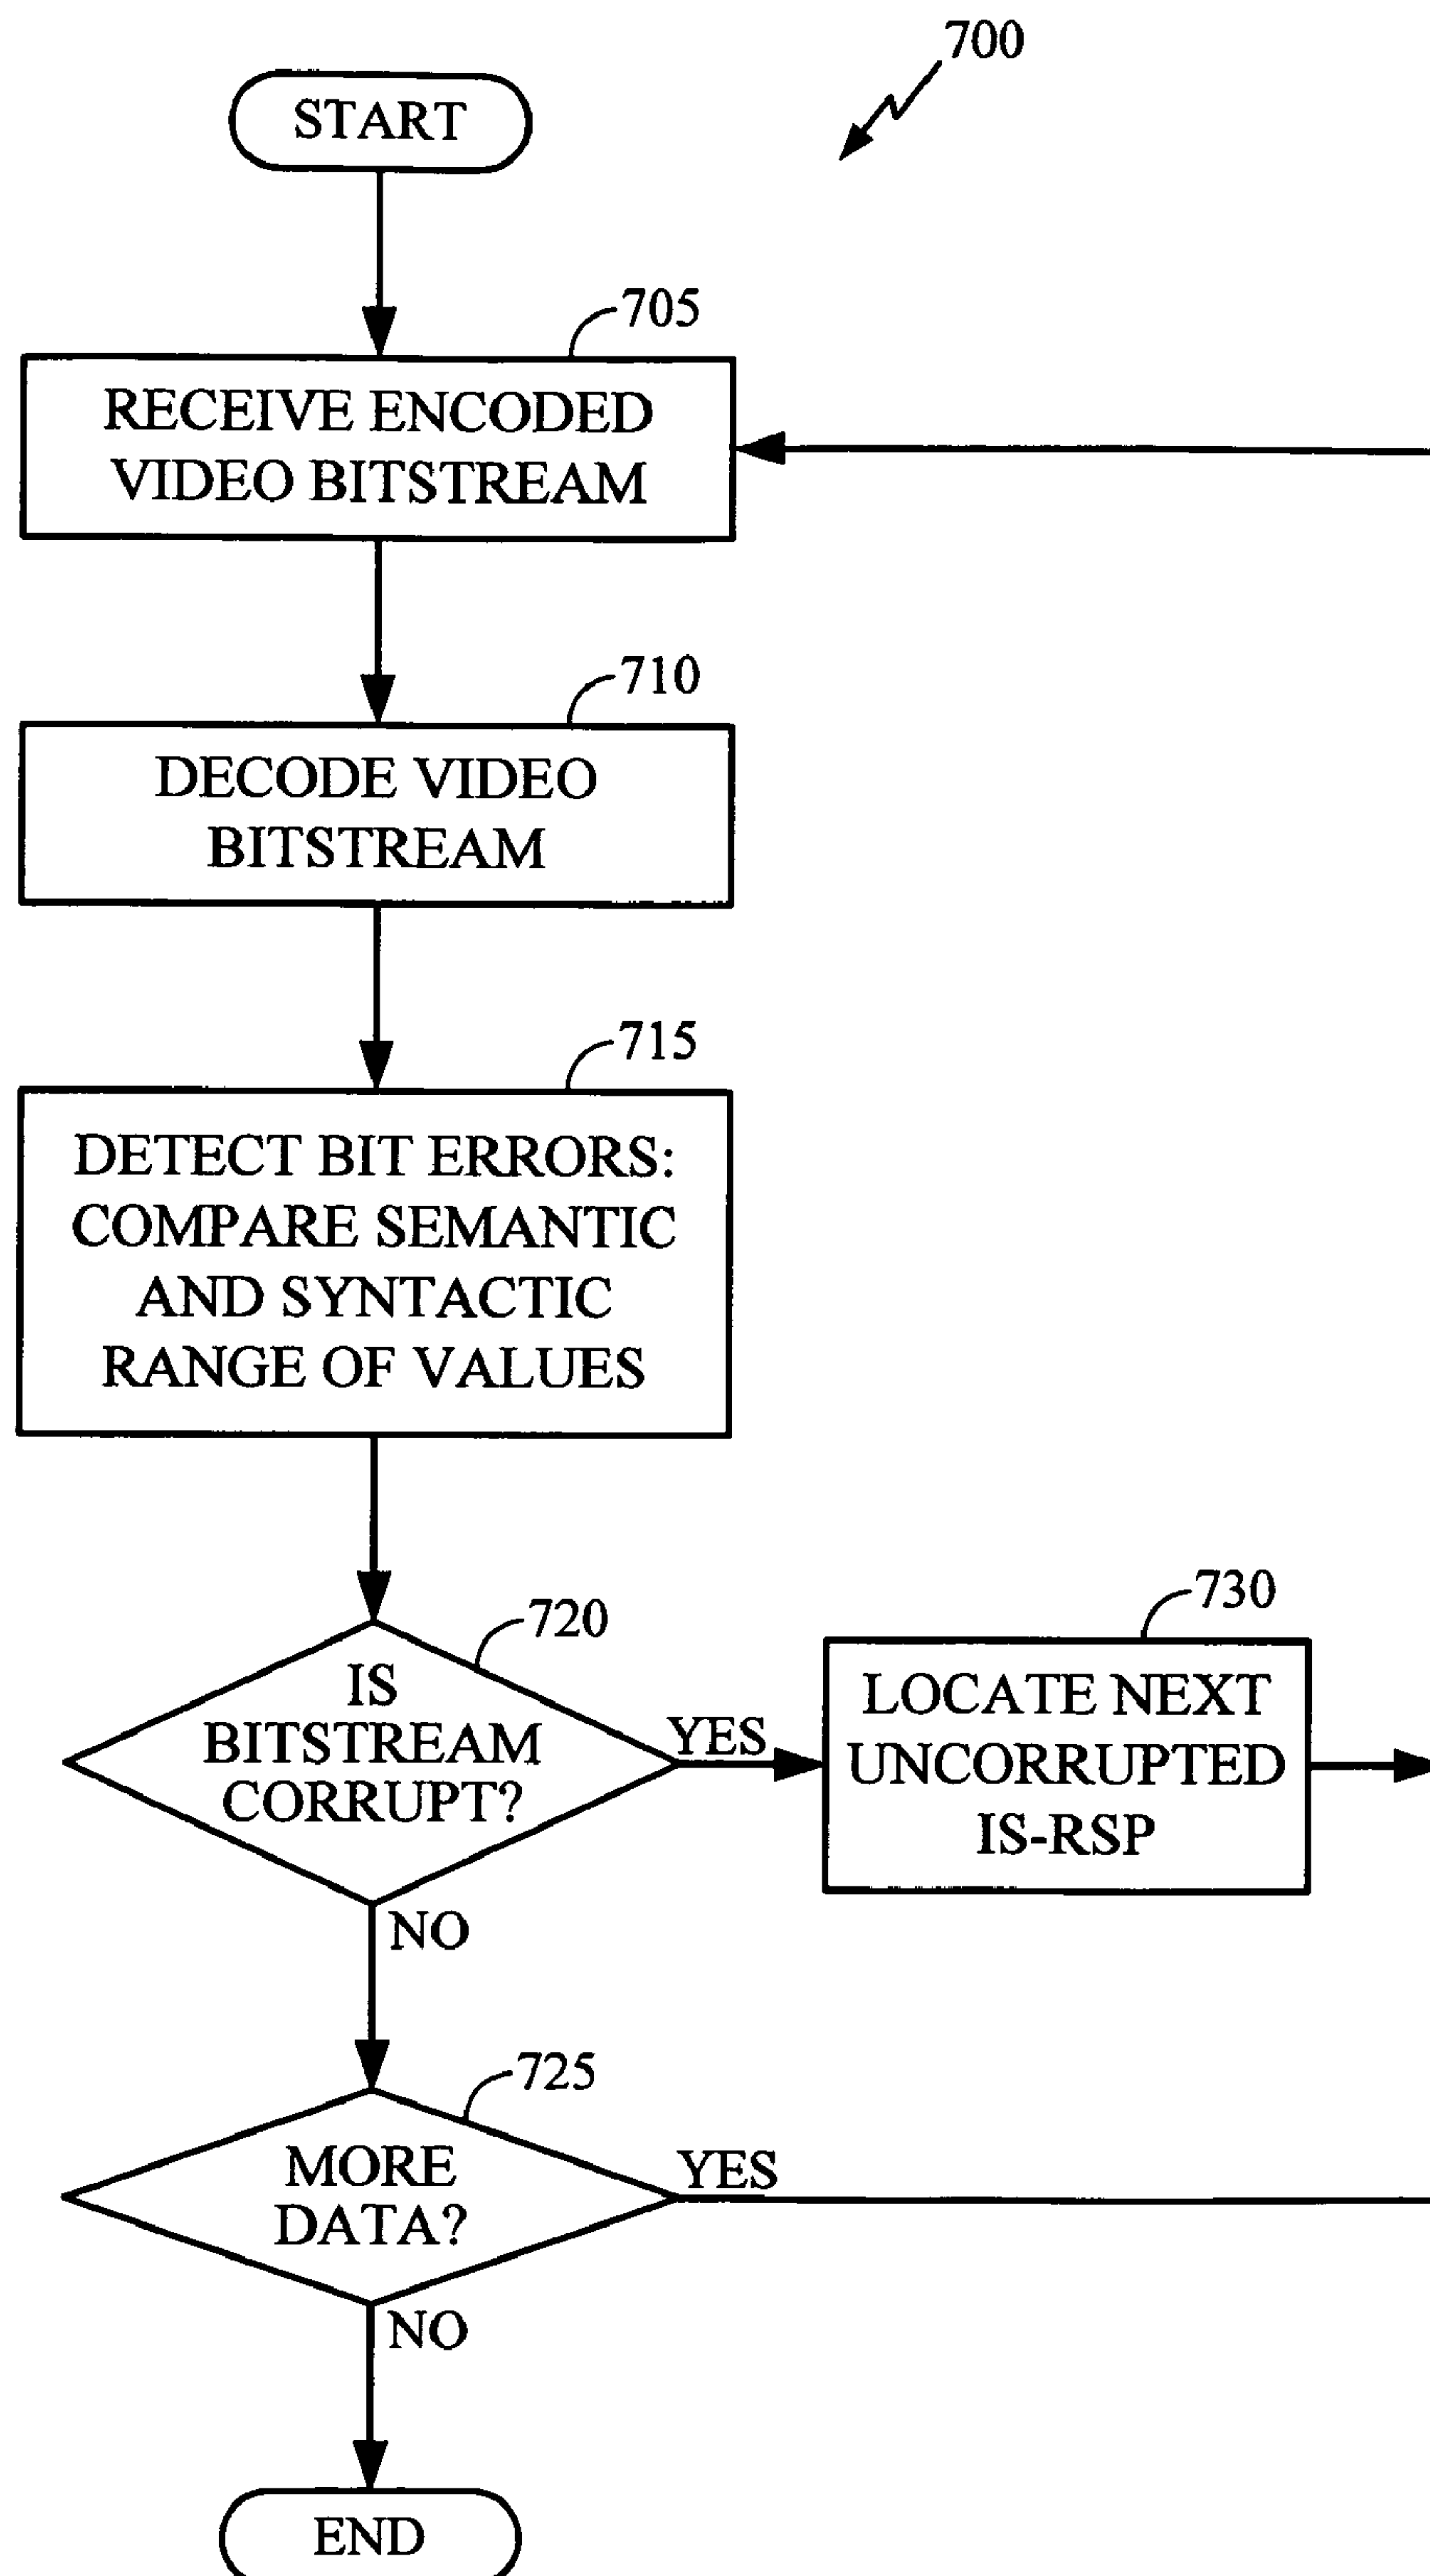 700
START
705
RECEIVE ENCODED
VIDEO BITSTREAM
710
DECODE VIDEO
BITSTREAM
715
DETECT BIT ERRORS:
COMPARE SEMANTIC
AND SYNTACTIC
RANGE OF VALUES
720
IS
BITSTREAM
CORRUPT?
YES
730
LOCATE NEXT
UNCORRUPTED
IS-RSP
NO
725
MORE
DATA?
YES
NO
END